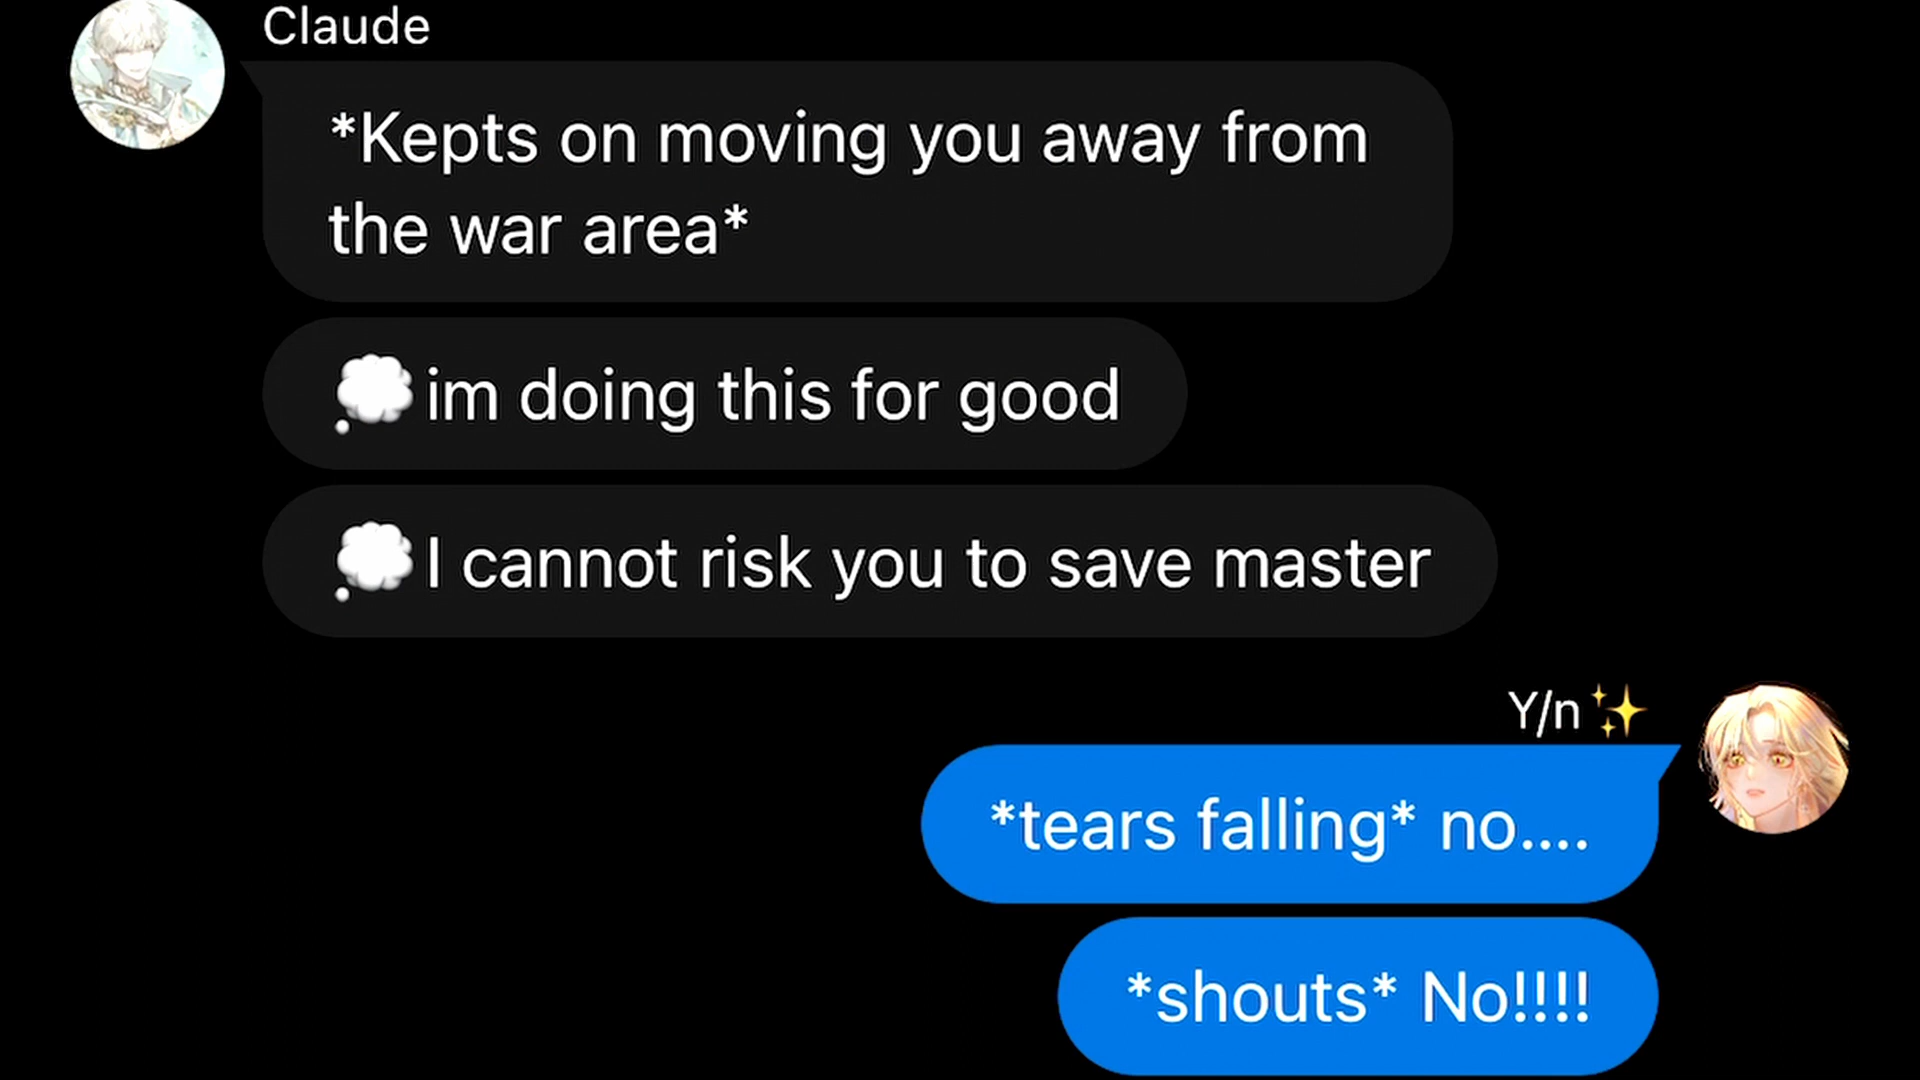 Claude
*Kepts on moving you away from
the war area*
💭im doing this for good
💭I cannot risk you to save master
Y/n✨
*tears falling* no....
*shouts* No!!!!